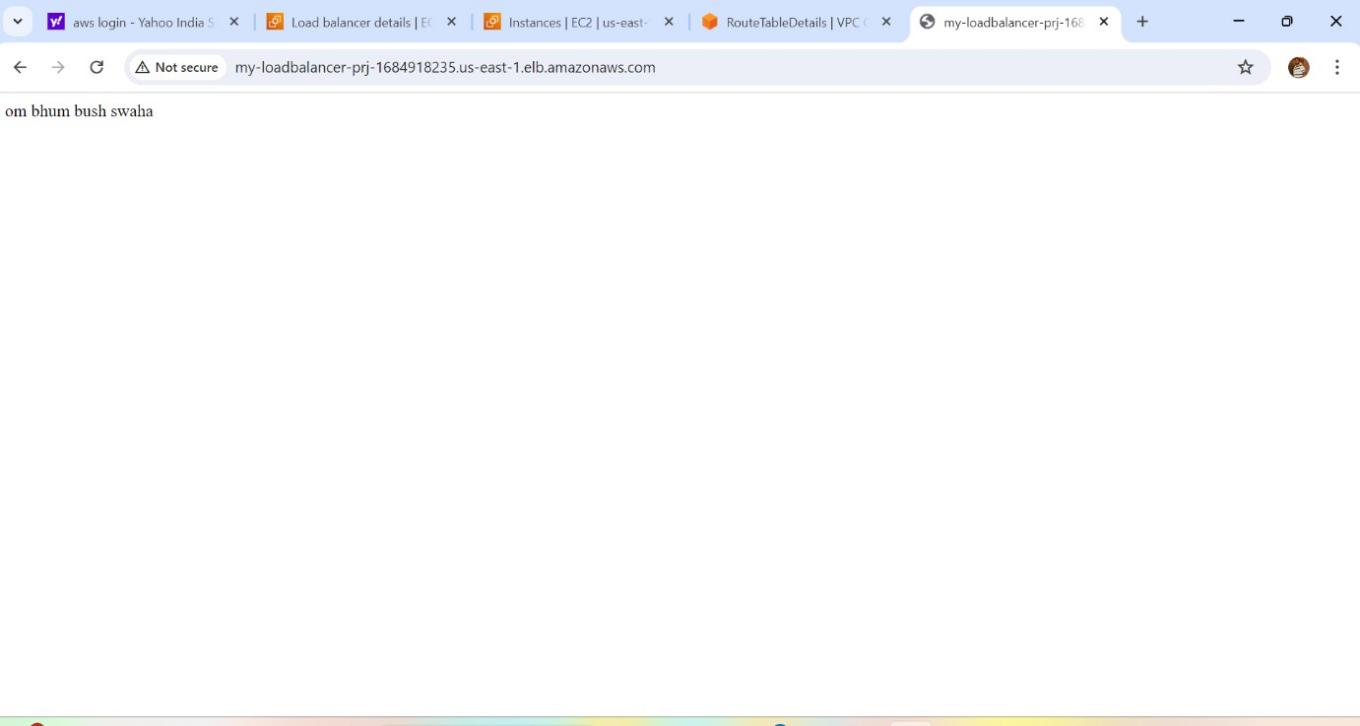 aws login - Yahoo India S
Load balancer details | EC
Instances | EC2 | us-east-
RouteTableDetails | VPC C
my-loadbalancer-prj-168
Not secure
my-loadbalancer-prj-1684918235.us-east-1.elb.amazonaws.com
om bhum bush swaha